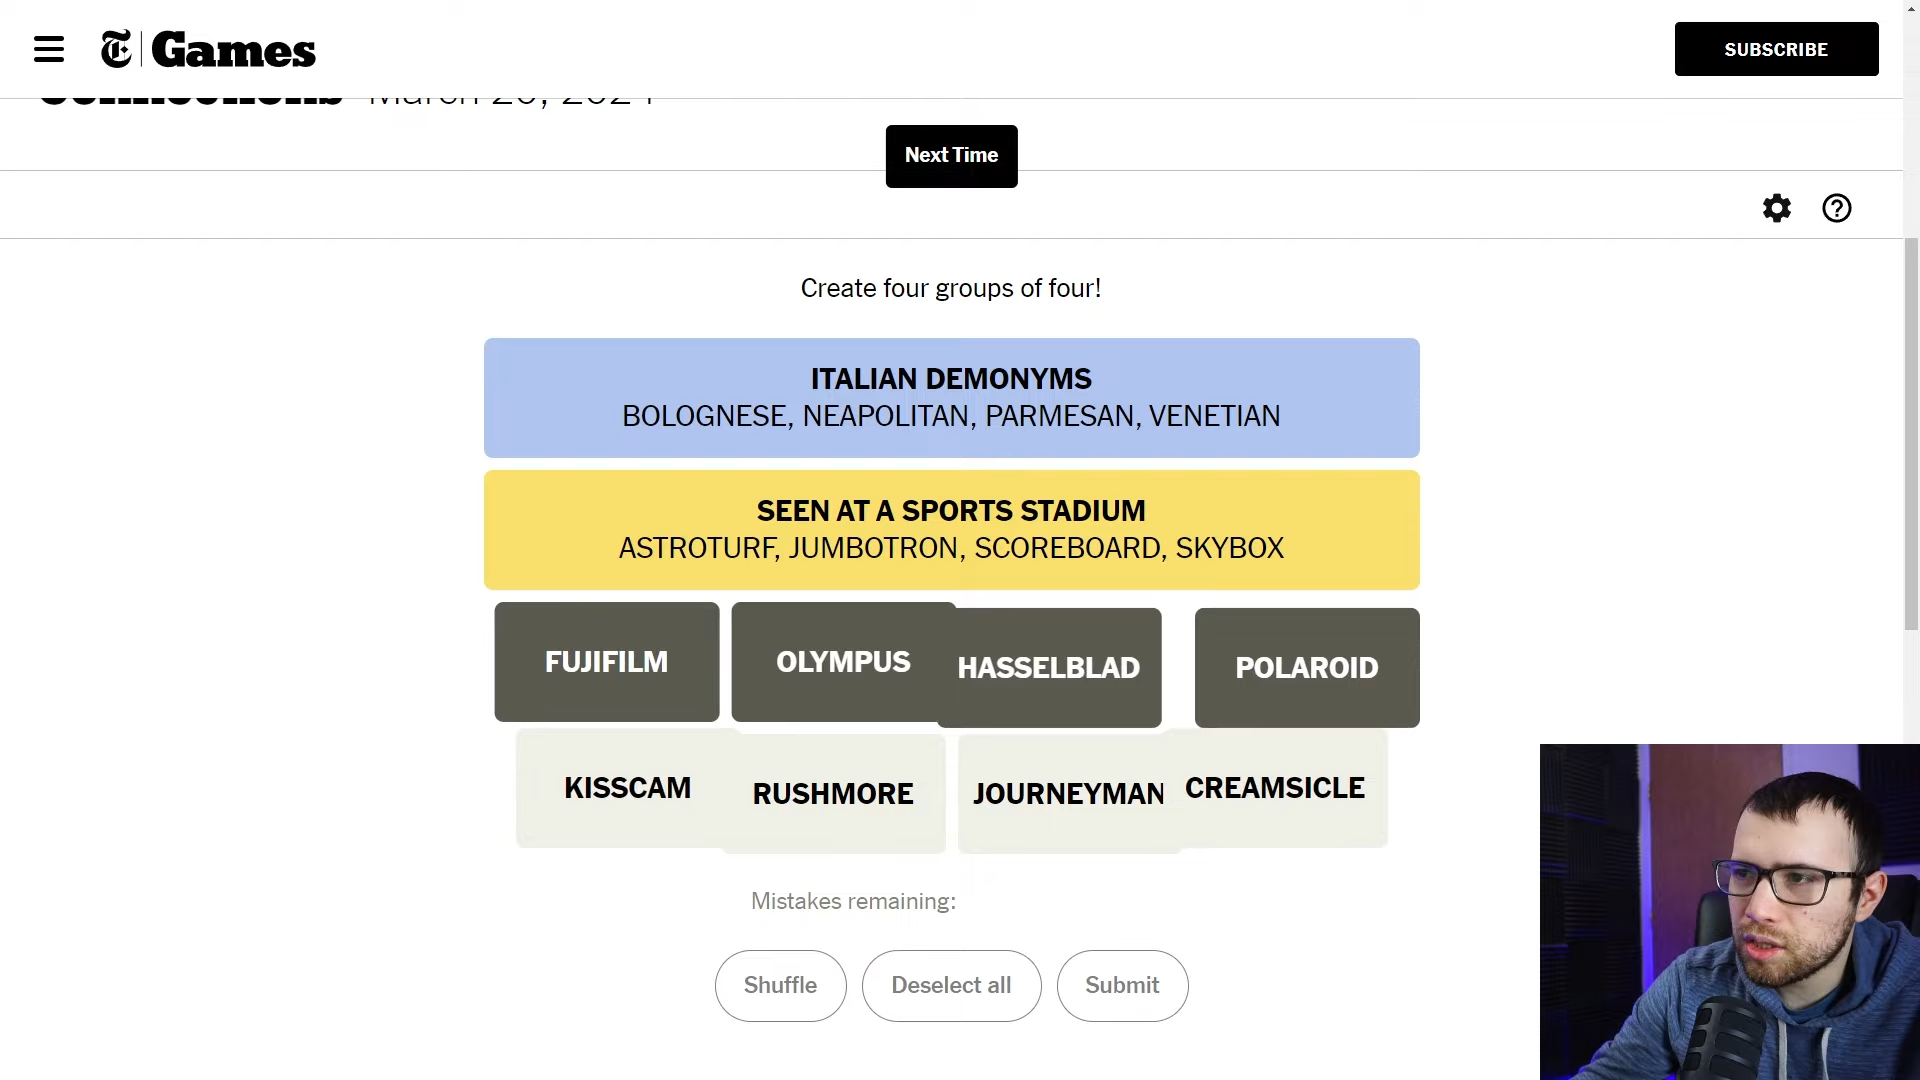 Games
SUBSCRIBE
Next Time
Create four groups of four!
ITALIAN DEMONYMS
BOLOGNESE, NEAPOLITAN, PARMESAN, VENETIAN
SEEN AT A SPORTS STADIUM
ASTROTURF, JUMBOTRON, SCOREBOARD, SKYBOX
FUJIFILM OLYMPUS HASSELBLAD POLAROID
KISSCAM RUSHMORE JOURNEYMAN CREAMSICLE
Mistakes remaining:
Shuffle Deselect all Submit